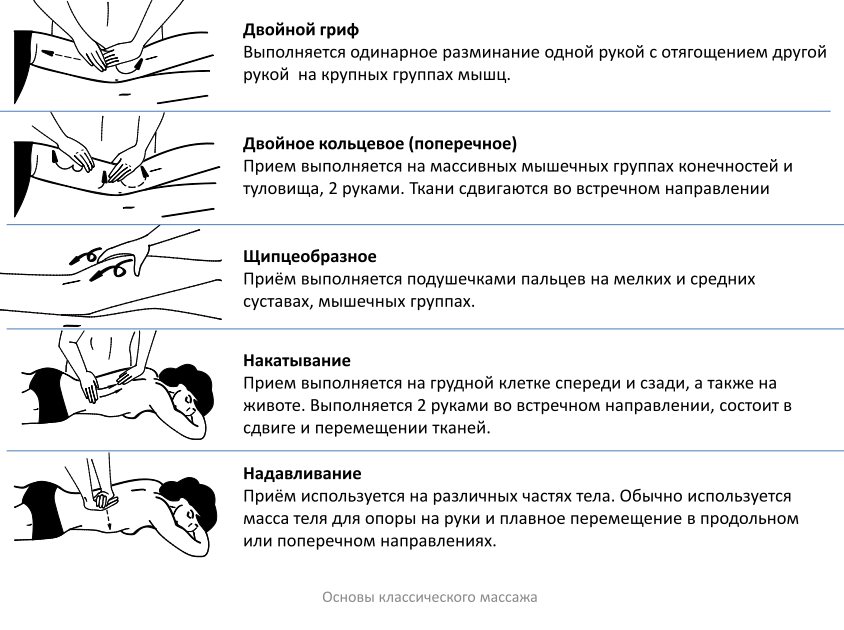 Двойной гриф
Выполняется одинарное разминание одной рукой с отягощением другой
рукой  на крупных группах мышц.
Двойное кольцевое (поперечное)
Прием выполняется на массивных мышечных группах конечностей и
туловища, 2 руками. Ткани сдвигаются во встречном направлении
Щипцеобразное
Приём выполняется подушечками пальцев на мелких и средних
суставах, мышечных группах.
Накатывание
Прием выполняется на грудной клетке спереди и сзади, а также на
животе. Выполняется 2 руками во встречном направлении, состоит в
сдвиге и перемещении тканей.
Надавливание
Приём используется на различных частях тела. Обычно используется
масса теля для опоры на руки и плавное перемещение в продольном
или поперечном направлениях.
Основы классического массажа